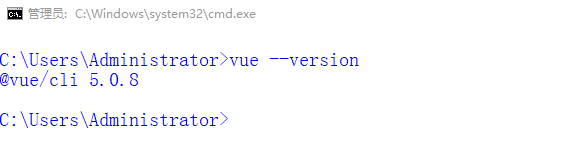 管理员: C:\Windows\system32\cmd.exe
C:\Users\Administrator>vue --version
@vue/cli 5.0.8
C:\Users\Administrator>